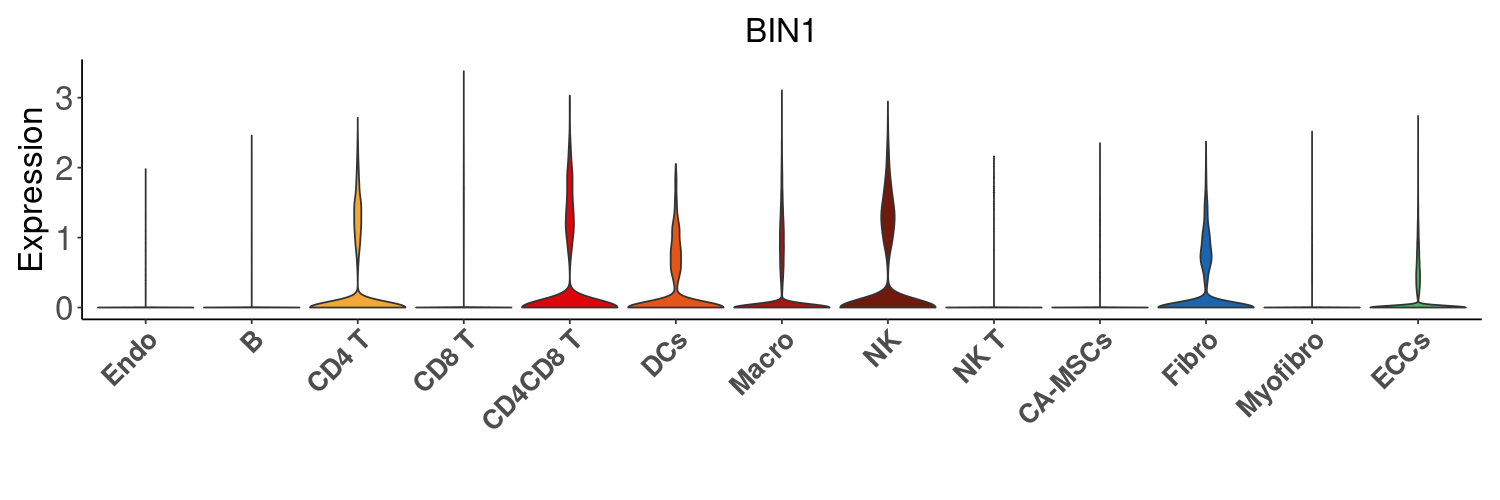 BIN1
Expression
3
2
1
0
Endo
B
CD4 T
CD8 T
CD4CD8 T
DCs
Macro
NK
NK T
CA-MSCs
Fibro
Myofibro
ECCs